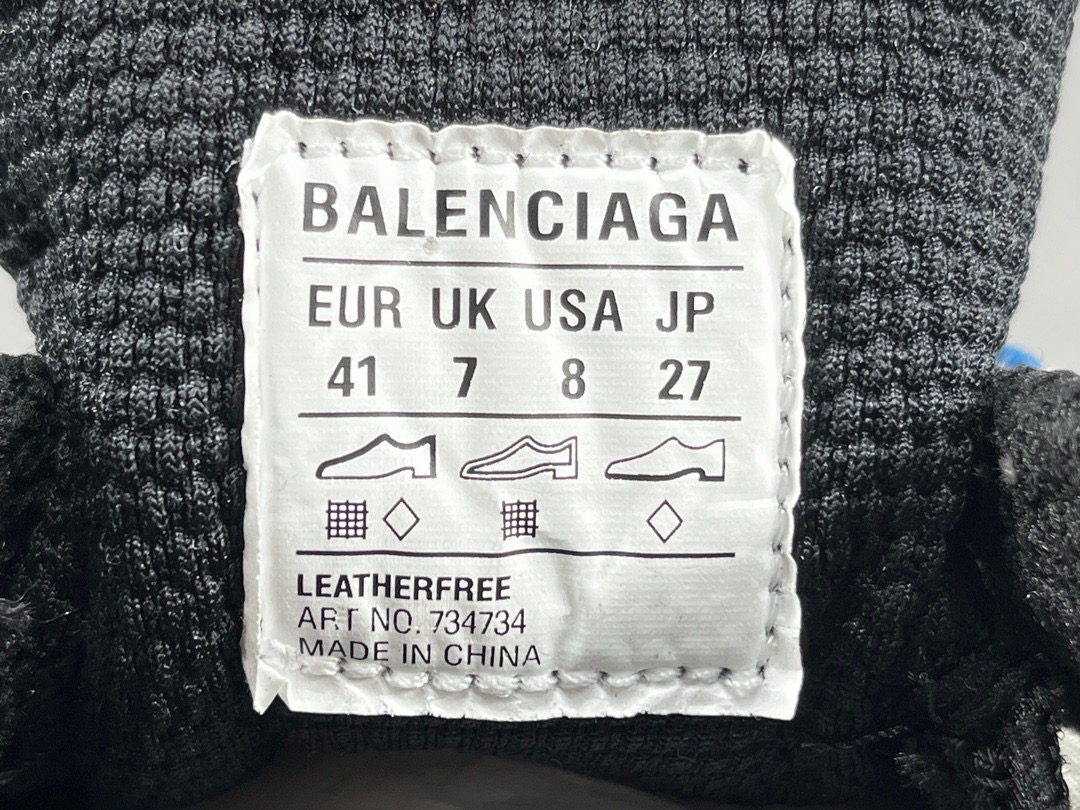 BALENCIAGA
EUR UK USA JP
41 7 8 27
LEATHERFREE
ART NO. 734734
MADE IN CHINA